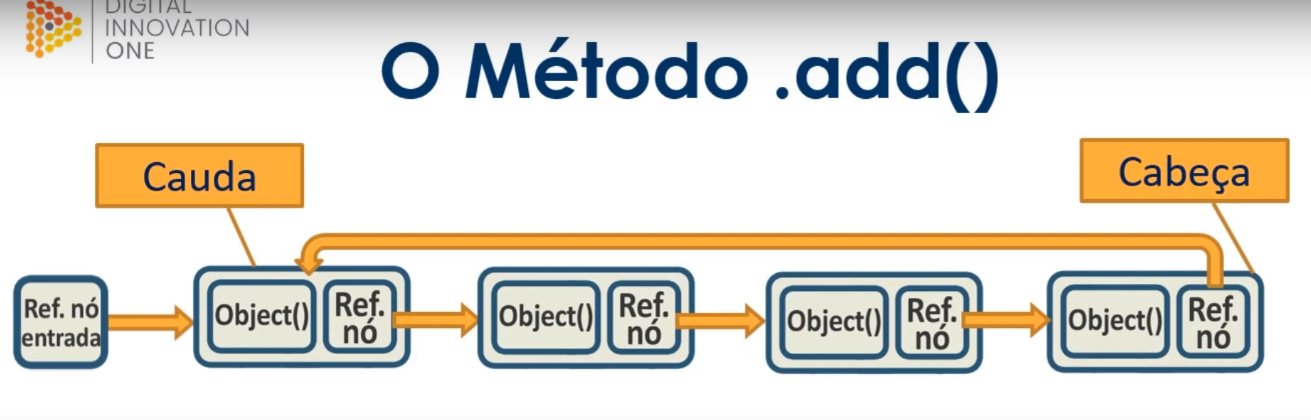 DIGITAL
INNOVATION
ONE
O Método .add()
Cauda
Cabeça
Ref. nó
entrada
Object()
Ref.
nó
Object()
Ref.
nó
Object()
Ref.
nó
Object()
Ref.
nó